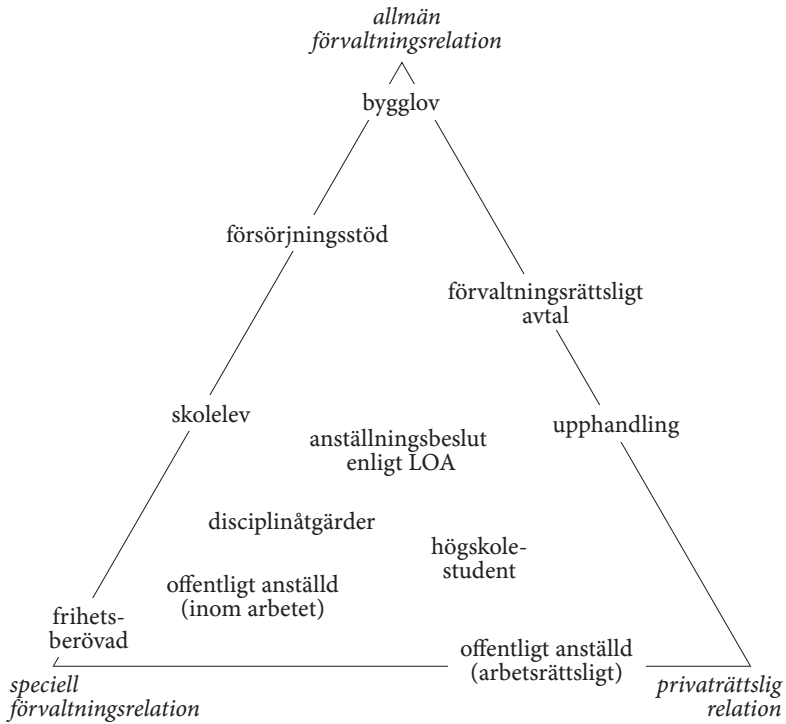 allmän
förvaltningsrelation
bygglov
försörjningsstöd
förvaltningsrättsligt
avtal
skolelev
upphandling
anställningsbeslut
enligt LOA
disciplinåtgärder
högskole-
student
offentligt anställd
(inom arbetet)
frihets-
berövad
offentligt anställd
(arbetsrättsligt)
speciell
förvaltningsrelation
privaträttslig
relation